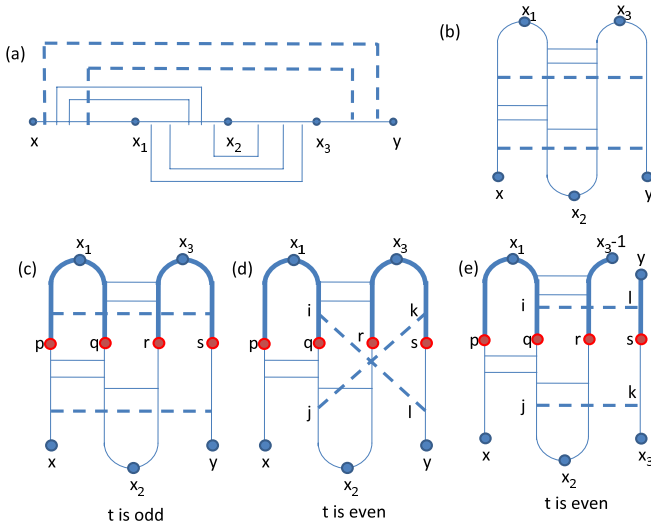 (a)
x x₁ x₂ x₃ y
(b)
x₁ x₃
x y
x₂
(c)
x₁ x₃
p q r s
x y
x₂
t is odd
(d)
x₁ x₃
i k
p q r s
j l
x y
x₂
t is even
(e)
x₁ x₃-1
y
i l
p q r s
j k
x x₃
x₂
t is even